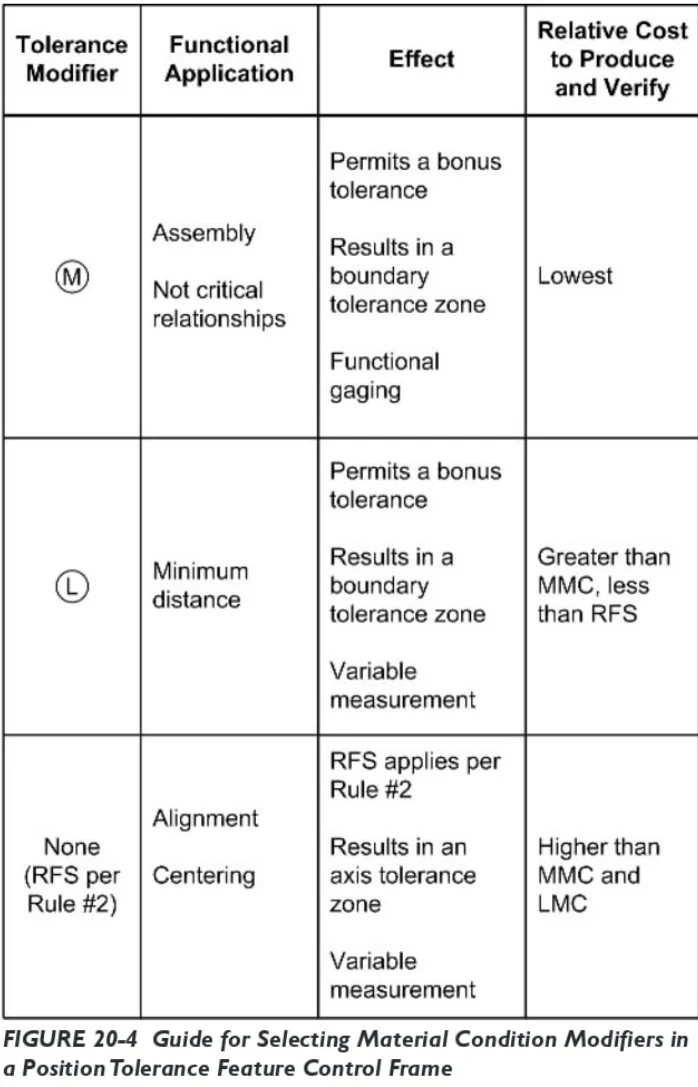 Tolerance
Modifier
Functional
Application
Effect
Relative Cost
to Produce
and Verify
Ⓜ
Assembly
Not critical
relationships
Permits a bonus
tolerance
Results in a
boundary
tolerance zone
Functional
gaging
Lowest
Ⓛ
Minimum
distance
Permits a bonus
tolerance
Results in a
boundary
tolerance zone
Variable
measurement
Greater than
MMC, less
than RFS
None
(RFS per
Rule #2)
Alignment
Centering
RFS applies per
Rule #2
Results in an
axis tolerance
zone
Variable
measurement
Higher than
MMC and
LMC
FIGURE 20-4 Guide for Selecting Material Condition Modifiers in
a Position Tolerance Feature Control Frame